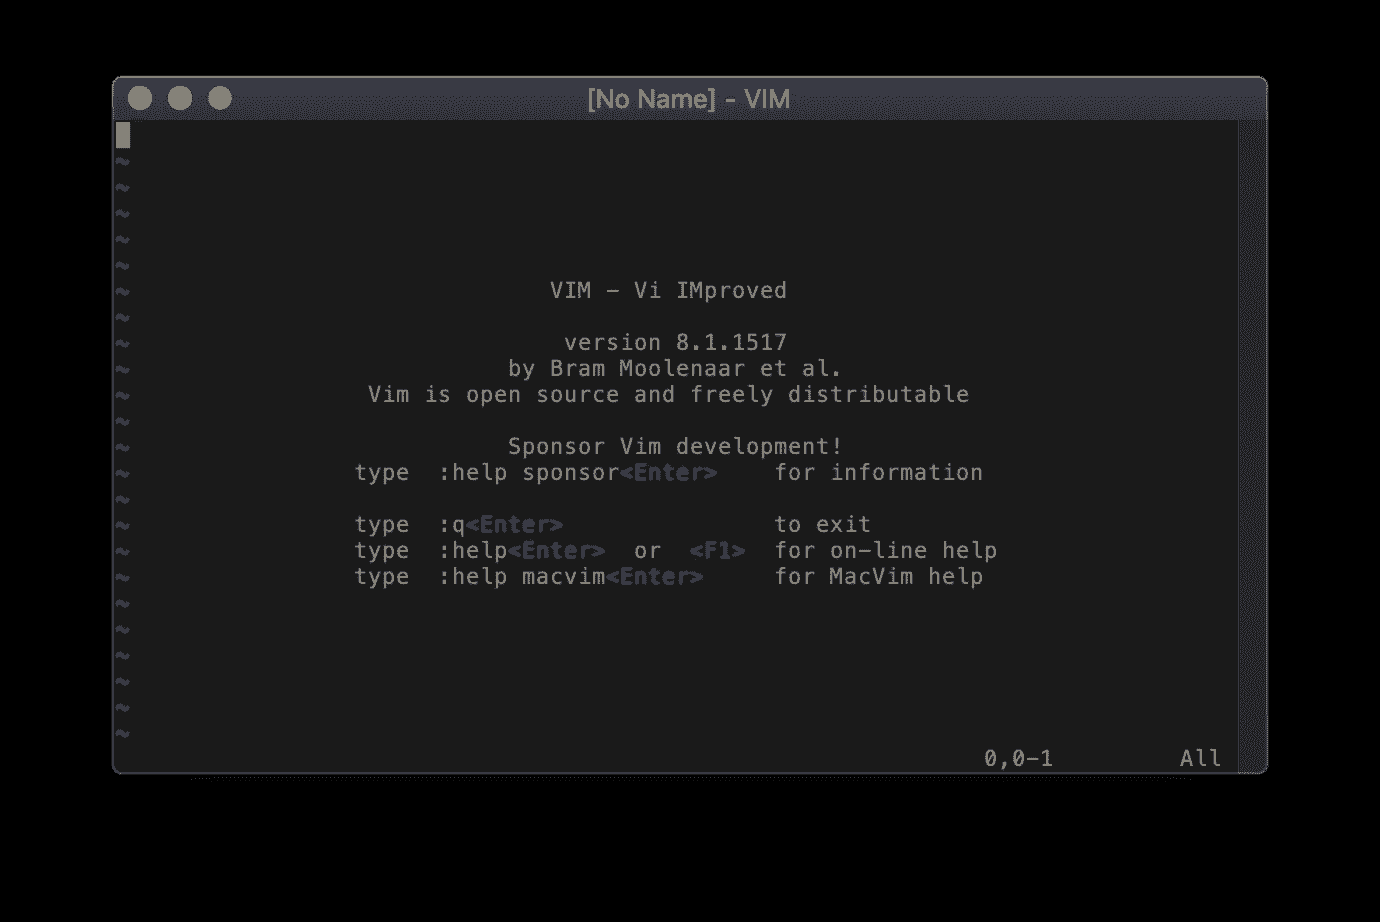 [No Name] - VIM
~
~
~
~
~
~ VIM - Vi IMproved
~
~ version 8.1.1517
~ by Bram Moolenaar et al.
~ Vim is open source and freely distributable
~
~ Sponsor Vim development!
~ type :help sponsor<Enter> for information
~
~ type :q<Enter> to exit
~ type :help<Enter> or <F1> for on-line help
~ type :help macvim<Enter> for MacVim help
~
~
~
~
~
~
0,0-1 All